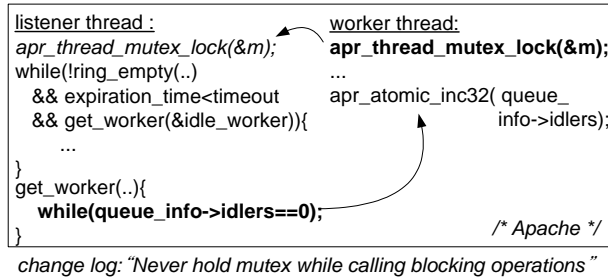 listener thread :
apr_thread_mutex_lock(&m);
while(!ring_empty(..)
&& expiration_time<timeout
&& get_worker(&idle_worker)){
...
}
get_worker(..){
while(queue_info->idlers==0);
}
worker thread:
apr_thread_mutex_lock(&m);
...
apr_atomic_inc32( queue_
info->idlers);
/* Apache */
change log: “Never hold mutex while calling blocking operations”